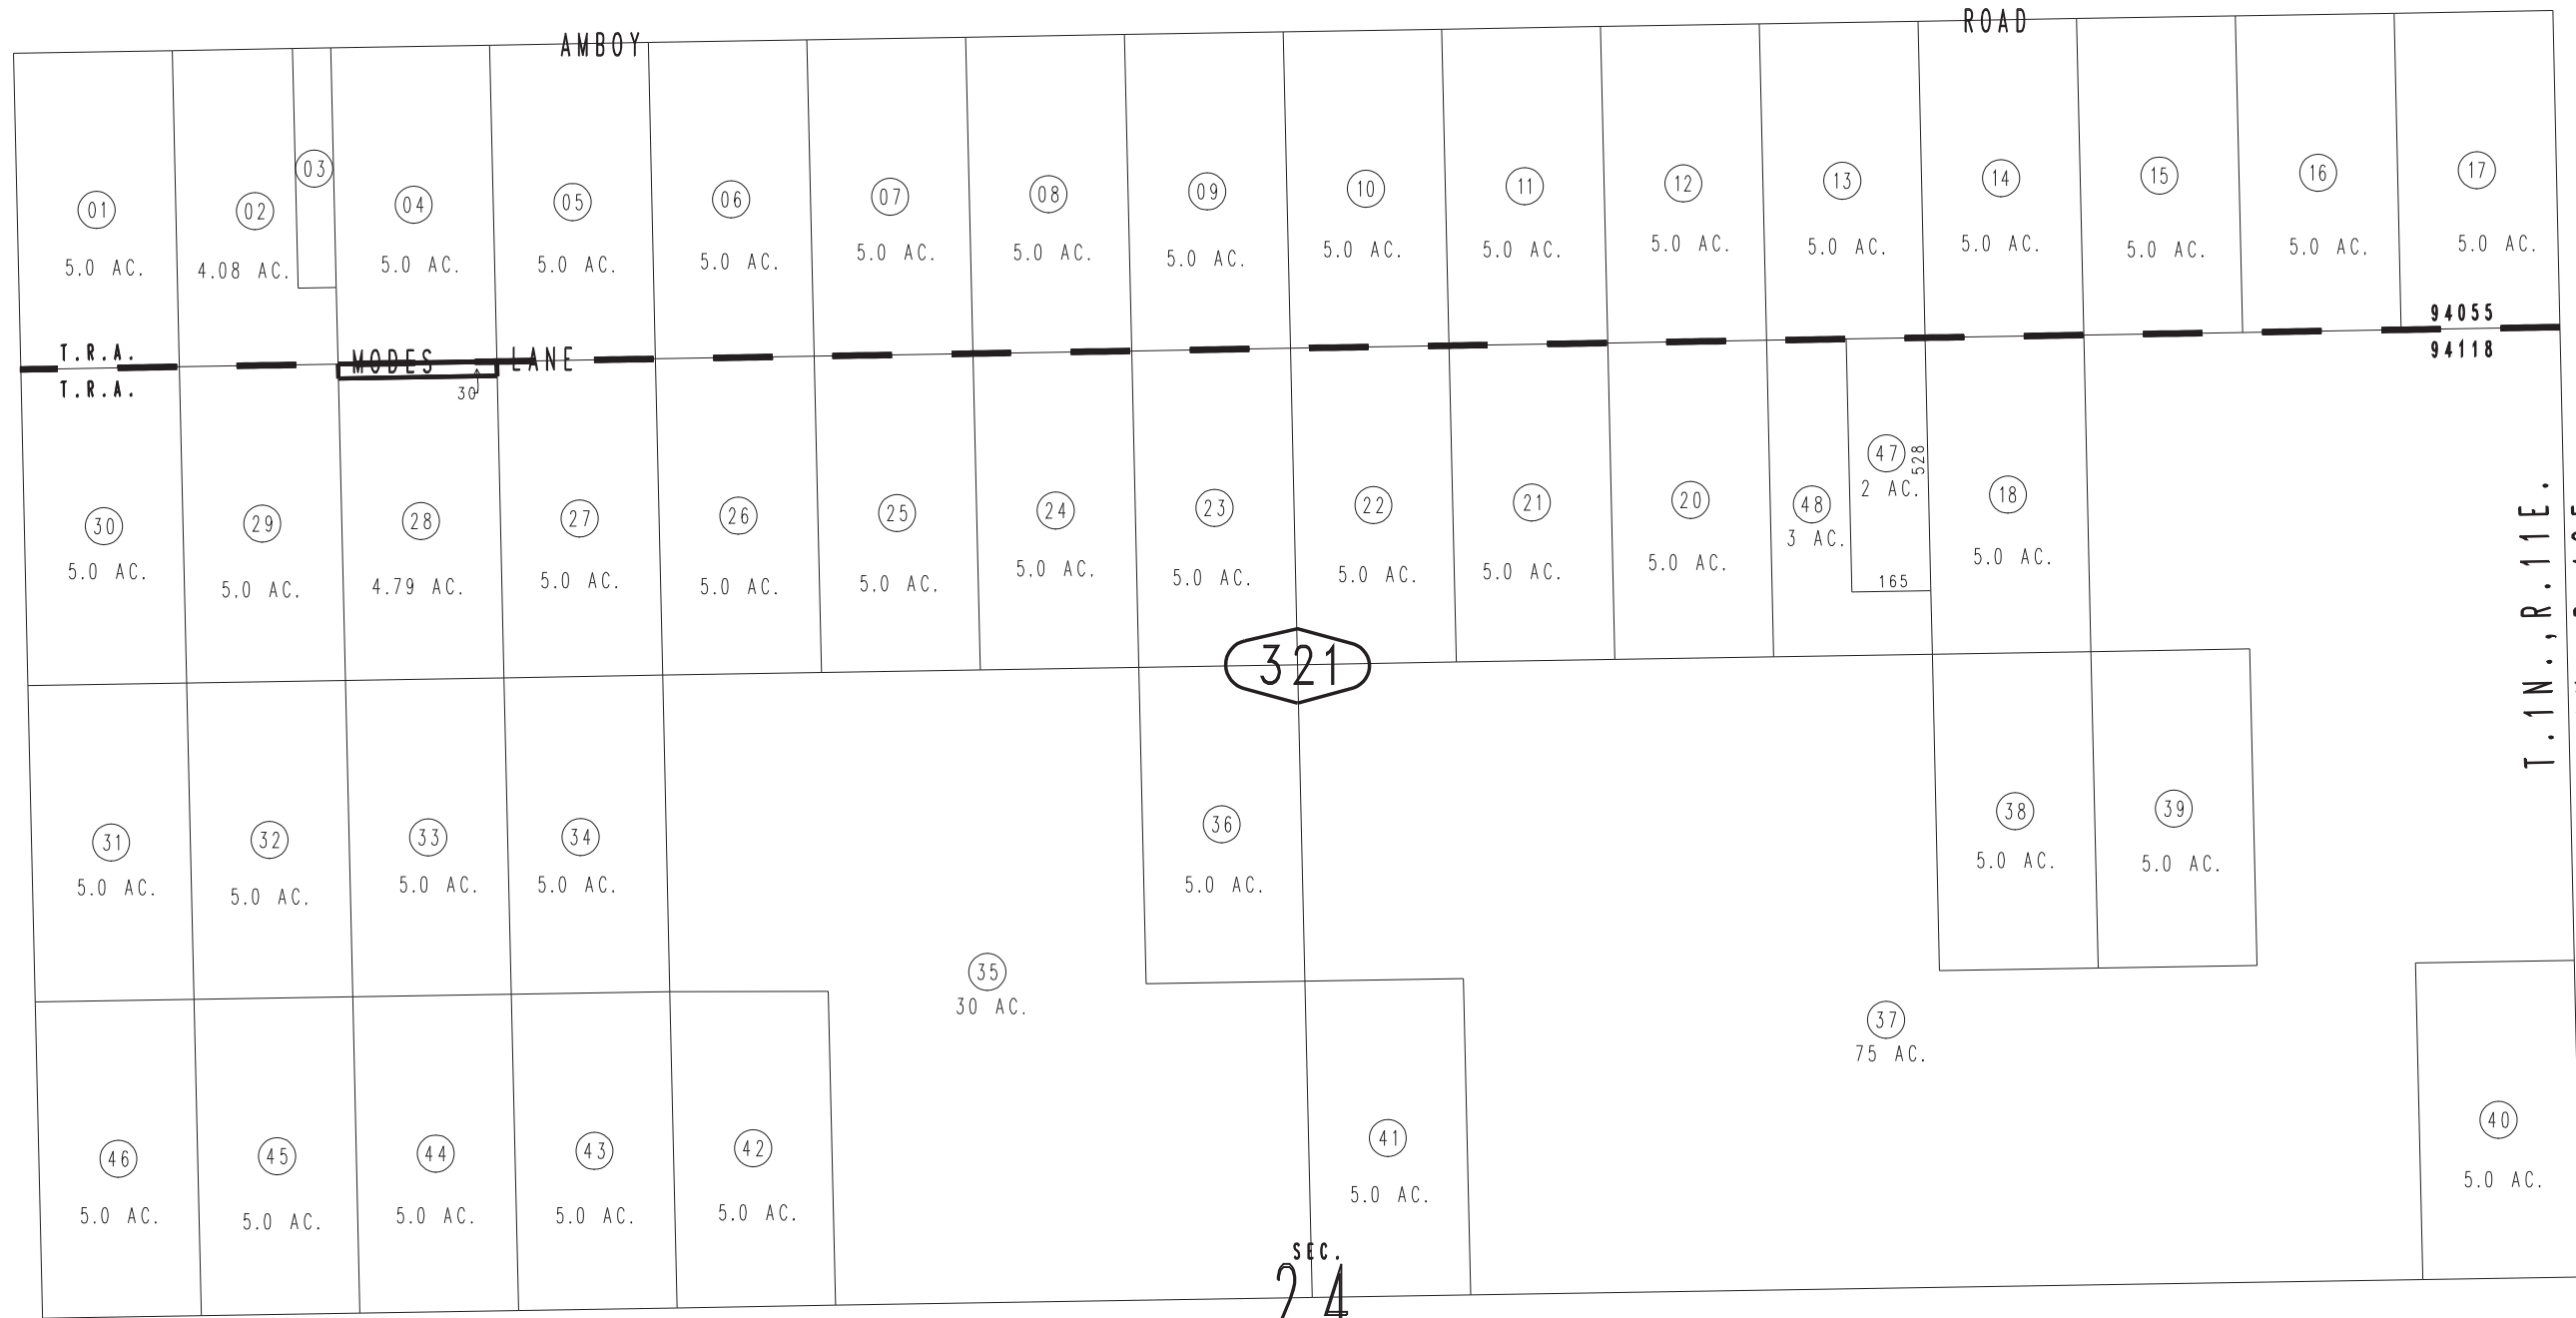 AMBOY ROAD
01
5.0 AC.
02
4.08 AC.
03
04
5.0 AC.
05
5.0 AC.
06
5.0 AC.
07
5.0 AC.
08
5.0 AC.
09
5.0 AC.
10
5.0 AC.
11
5.0 AC.
12
5.0 AC.
13
5.0 AC.
14
5.0 AC.
15
5.0 AC.
16
5.0 AC.
17
5.0 AC.
T.R.A.
94055
MODES LANE
T.R.A.
94118
30
30
5.0 AC.
29
5.0 AC.
28
4.79 AC.
27
5.0 AC.
26
5.0 AC.
25
5.0 AC.
24
5.0 AC.
23
5.0 AC.
22
5.0 AC.
21
5.0 AC.
20
5.0 AC.
48
3 AC.
47
2 AC.
528
165
18
5.0 AC.
T.1N.,R.11E.
321
31
5.0 AC.
32
5.0 AC.
33
5.0 AC.
34
5.0 AC.
35
30 AC.
36
5.0 AC.
37
75 AC.
38
5.0 AC.
39
5.0 AC.
46
5.0 AC.
45
5.0 AC.
44
5.0 AC.
43
5.0 AC.
42
5.0 AC.
41
5.0 AC.
40
5.0 AC.
SEC.
24